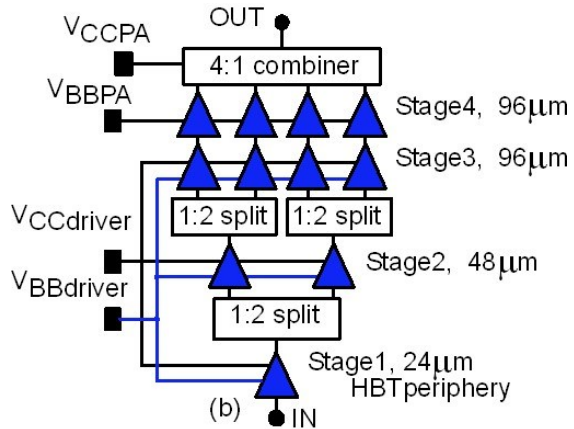 OUT
VCCPA
4:1 combiner
VBBPA
Stage4, 96μm
Stage3, 96μm
1:2 split 1:2 split
VCCdriver
Stage2, 48μm
VBBdriver
1:2 split
Stage1, 24μm
HBTperiphery
(b)
IN